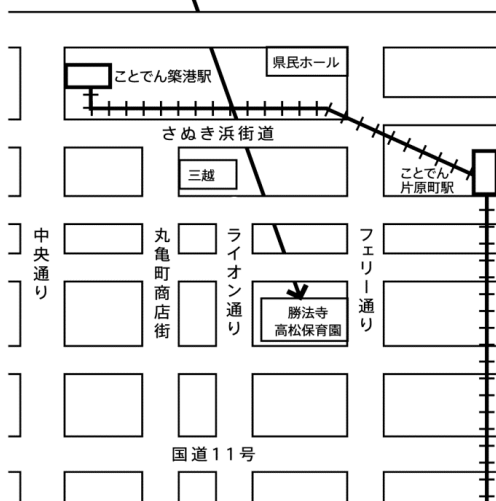 県民ホール
ことでん築港駅
さぬき浜街道
三越
ことでん
片原町駅
中央通り
丸亀町商店街
ライオン通り
フェリー通り
勝法寺
高松保育園
国道11号